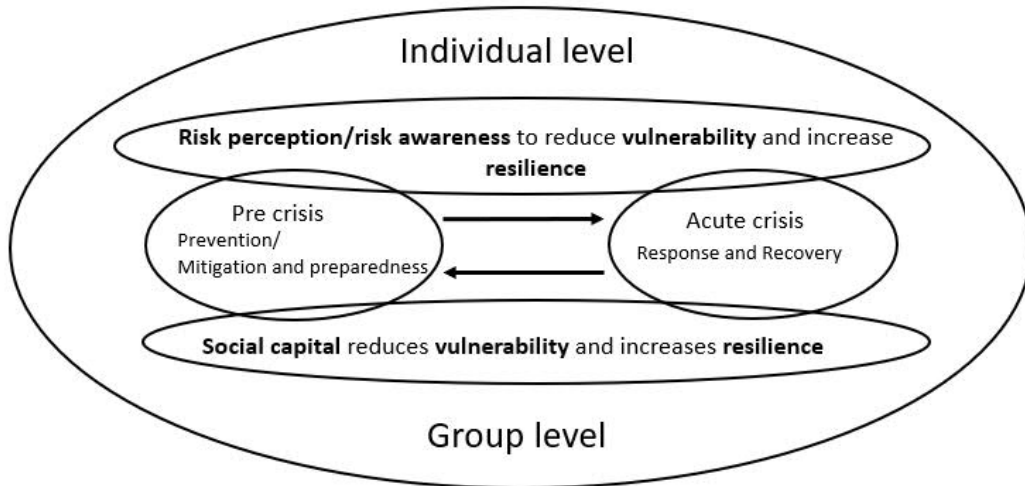 Individual level
Risk perception/risk awareness to reduce vulnerability and increase
resilience
Pre crisis
Prevention/
Mitigation and preparedness
Acute crisis
Response and Recovery
Social capital reduces vulnerability and increases resilience
Group level